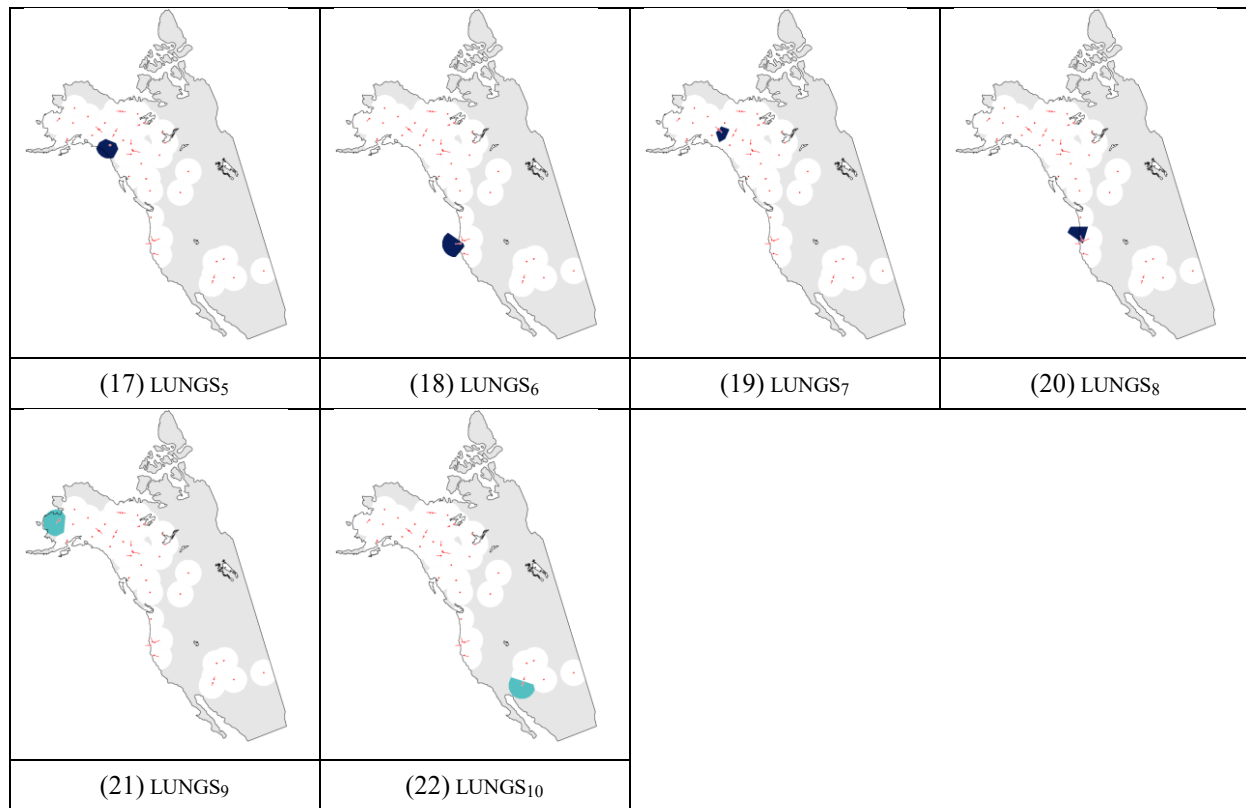 (17) LUNGS₅ (18) LUNGS₆ (19) LUNGS₇ (20) LUNGS₈
(21) LUNGS₉ (22) LUNGS₁₀